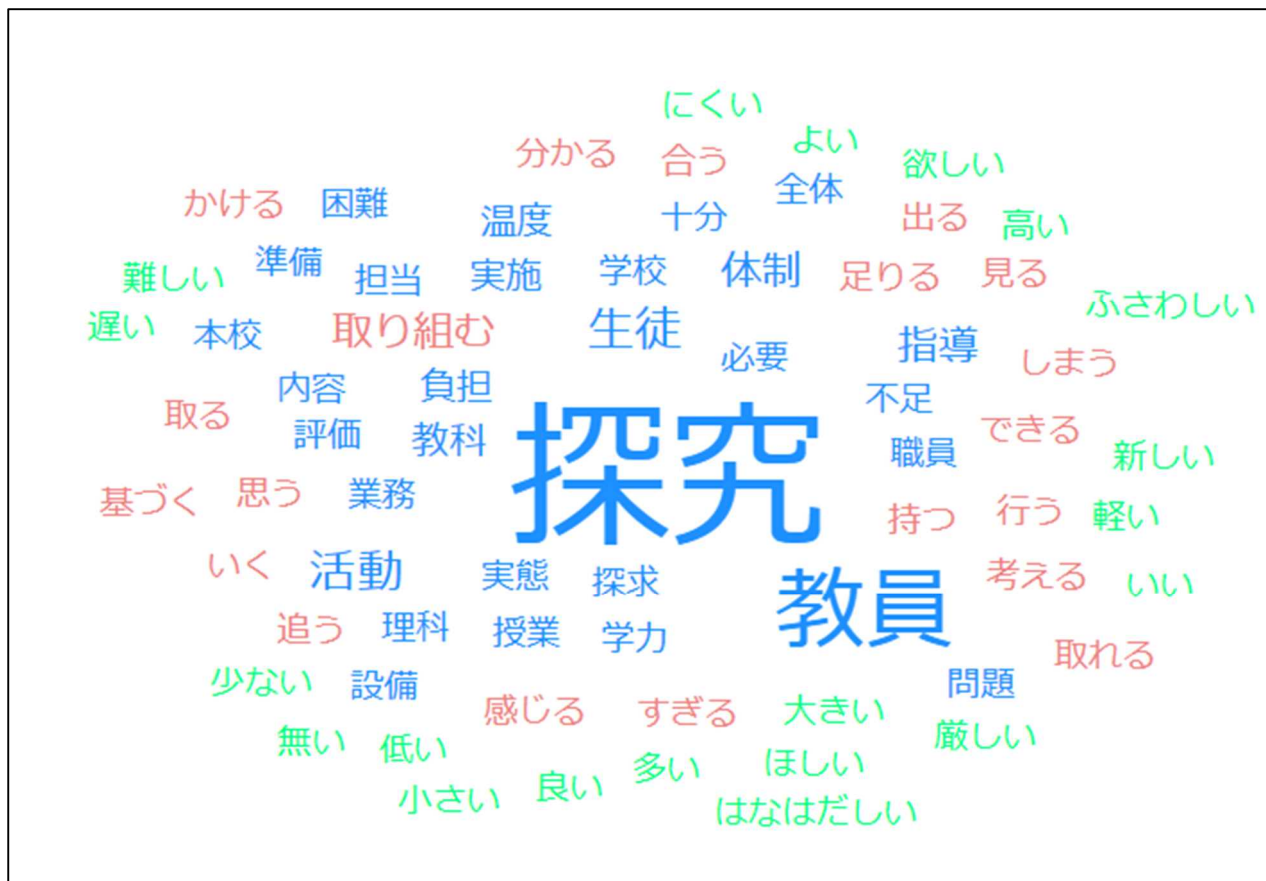 にくい
よい
分かる
合う
欲しい
全体
かける
困難
温度
十分
出る
高い
準備
難しい
担当
実施
学校
体制
足りる
見る
ふさわしい
遅い
本校
取り組む
生徒
必要
指導
しまう
内容
負担
不足
取る
評価
教科
探究
できる
職員
新しい
基づく
思う
業務
持つ
行う
軽い
いく
活動
実態
探求
教員
考える
いい
追う
理科
授業
学力
取れる
少ない
設備
問題
感じる
すぎる
大きい
無い
低い
厳しい
多い
ほしい
小さい
良い
はなはだしい